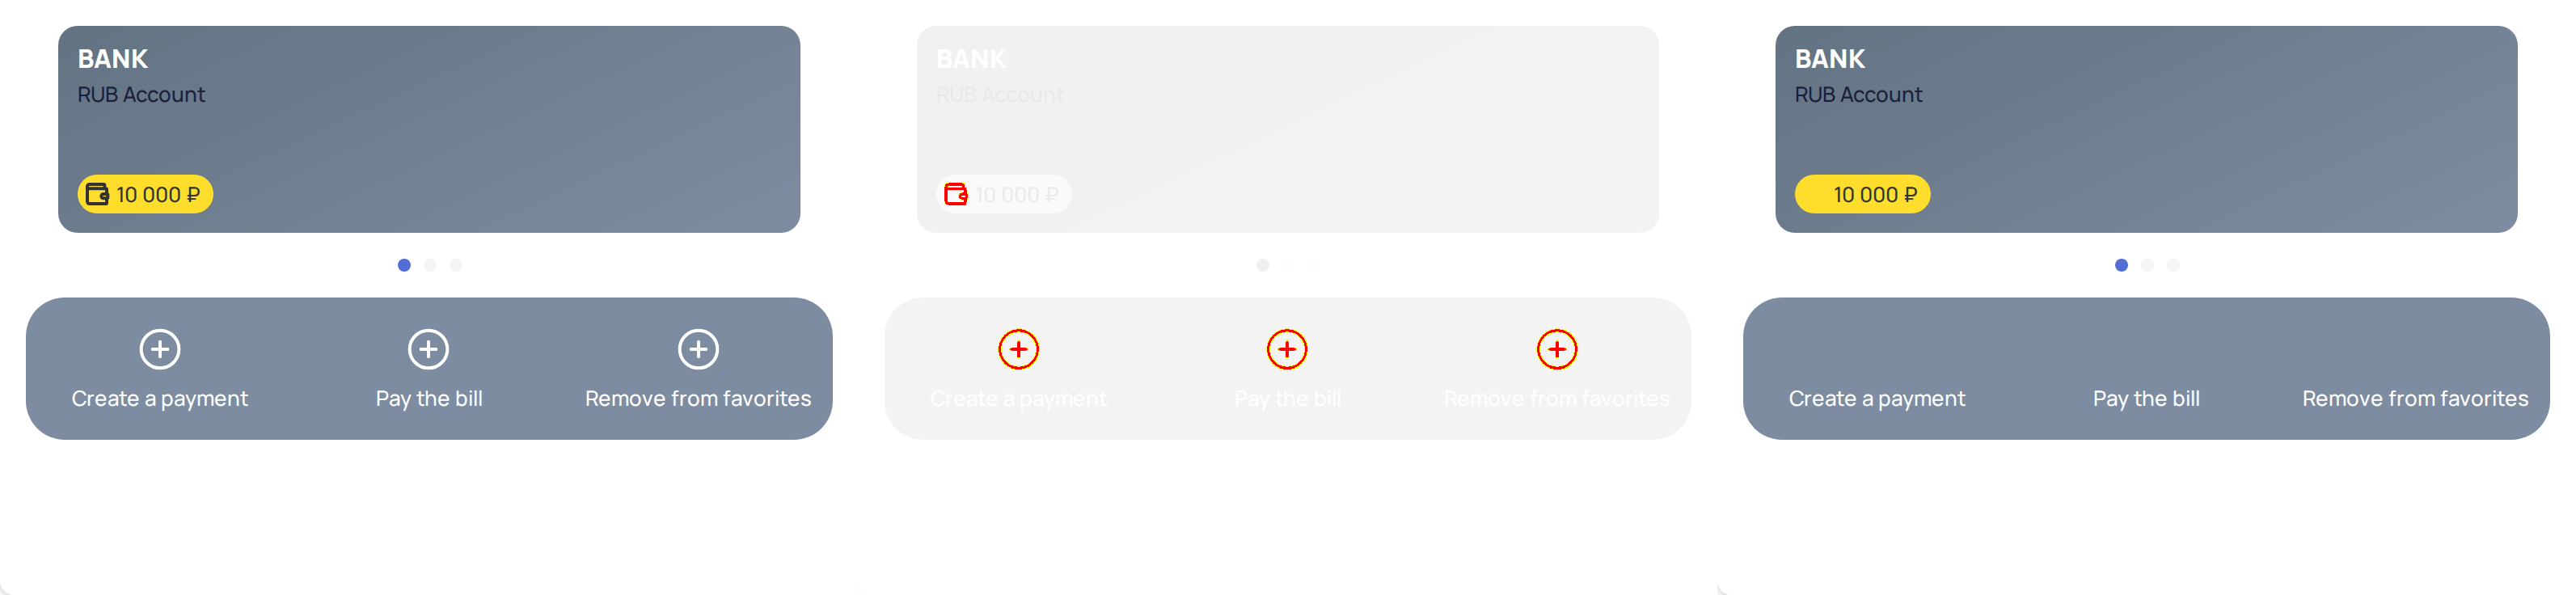 BANK
RUB Account
10 000 ₽
Create a payment
Pay the bill
Remove from favorites
BANK
RUB Account
10 000 ₽
Create a payment
Pay the bill
Remove from favorites
BANK
RUB Account
10 000 ₽
Create a payment
Pay the bill
Remove from favorites